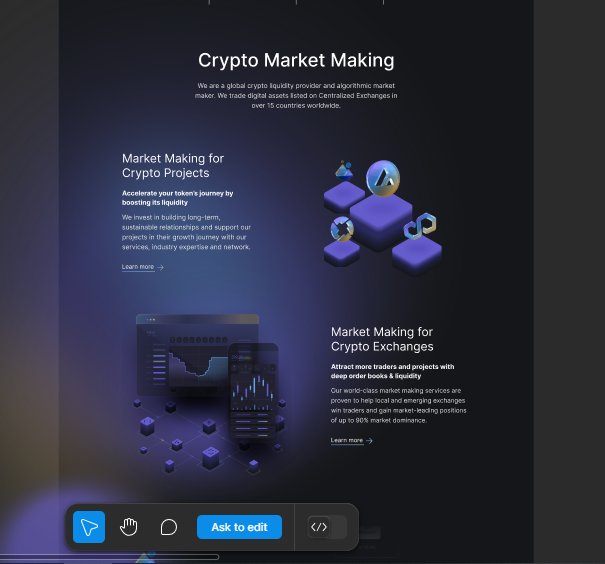 Crypto Market Making
We are a global crypto liquidity provider and algorithmic market
maker. We trade digital assets listed on Centralized Exchanges in
over 15 countries worldwide.
Market Making for
Crypto Projects
Accelerate your token's journey by
boosting its liquidity
We invest in building long-term,
sustainable relationships and support our
projects in their growth journey with our
services, industry expertise and network.
Learn more
Market Making for
Crypto Exchanges
Attract more traders and projects with
deep order books & liquidity
Our world-class market making services are
proven to help local and emerging exchanges
win traders and gain market-leading positions
of up to 90% market dominance.
Learn more
Ask to edit